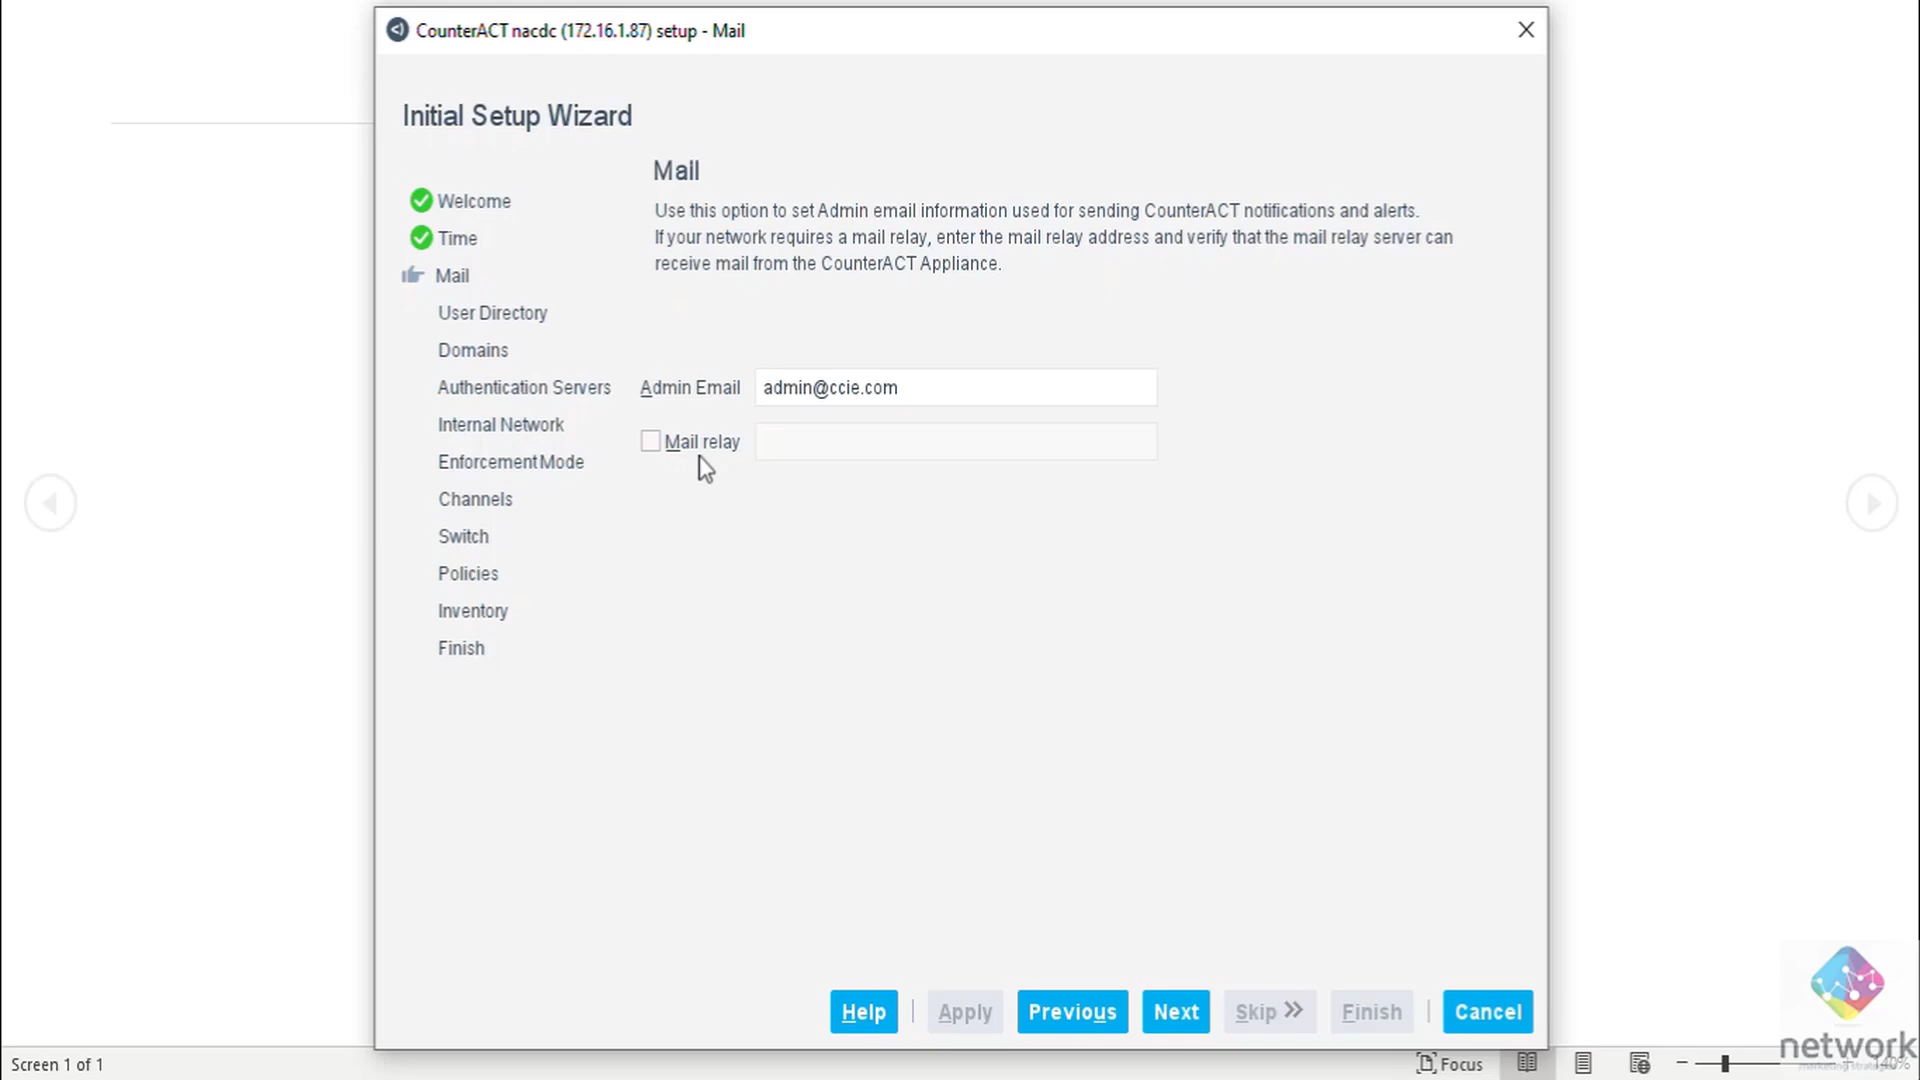 CounterACT nacdc (172.16.1.87) setup - Mail
Initial Setup Wizard
Welcome
Time
Mail
User Directory
Domains
Authentication Servers
Internal Network
Enforcement Mode
Channels
Switch
Policies
Inventory
Finish
Mail
Use this option to set Admin email information used for sending CounterACT notifications and alerts.
If your network requires a mail relay, enter the mail relay address and verify that the mail relay server can
receive mail from the CounterACT Appliance.
Admin Email admin@ccie.com
Mail relay
Help Apply Previous Next Skip Finish Cancel
network
Screen 1 of 1
Focus
140%